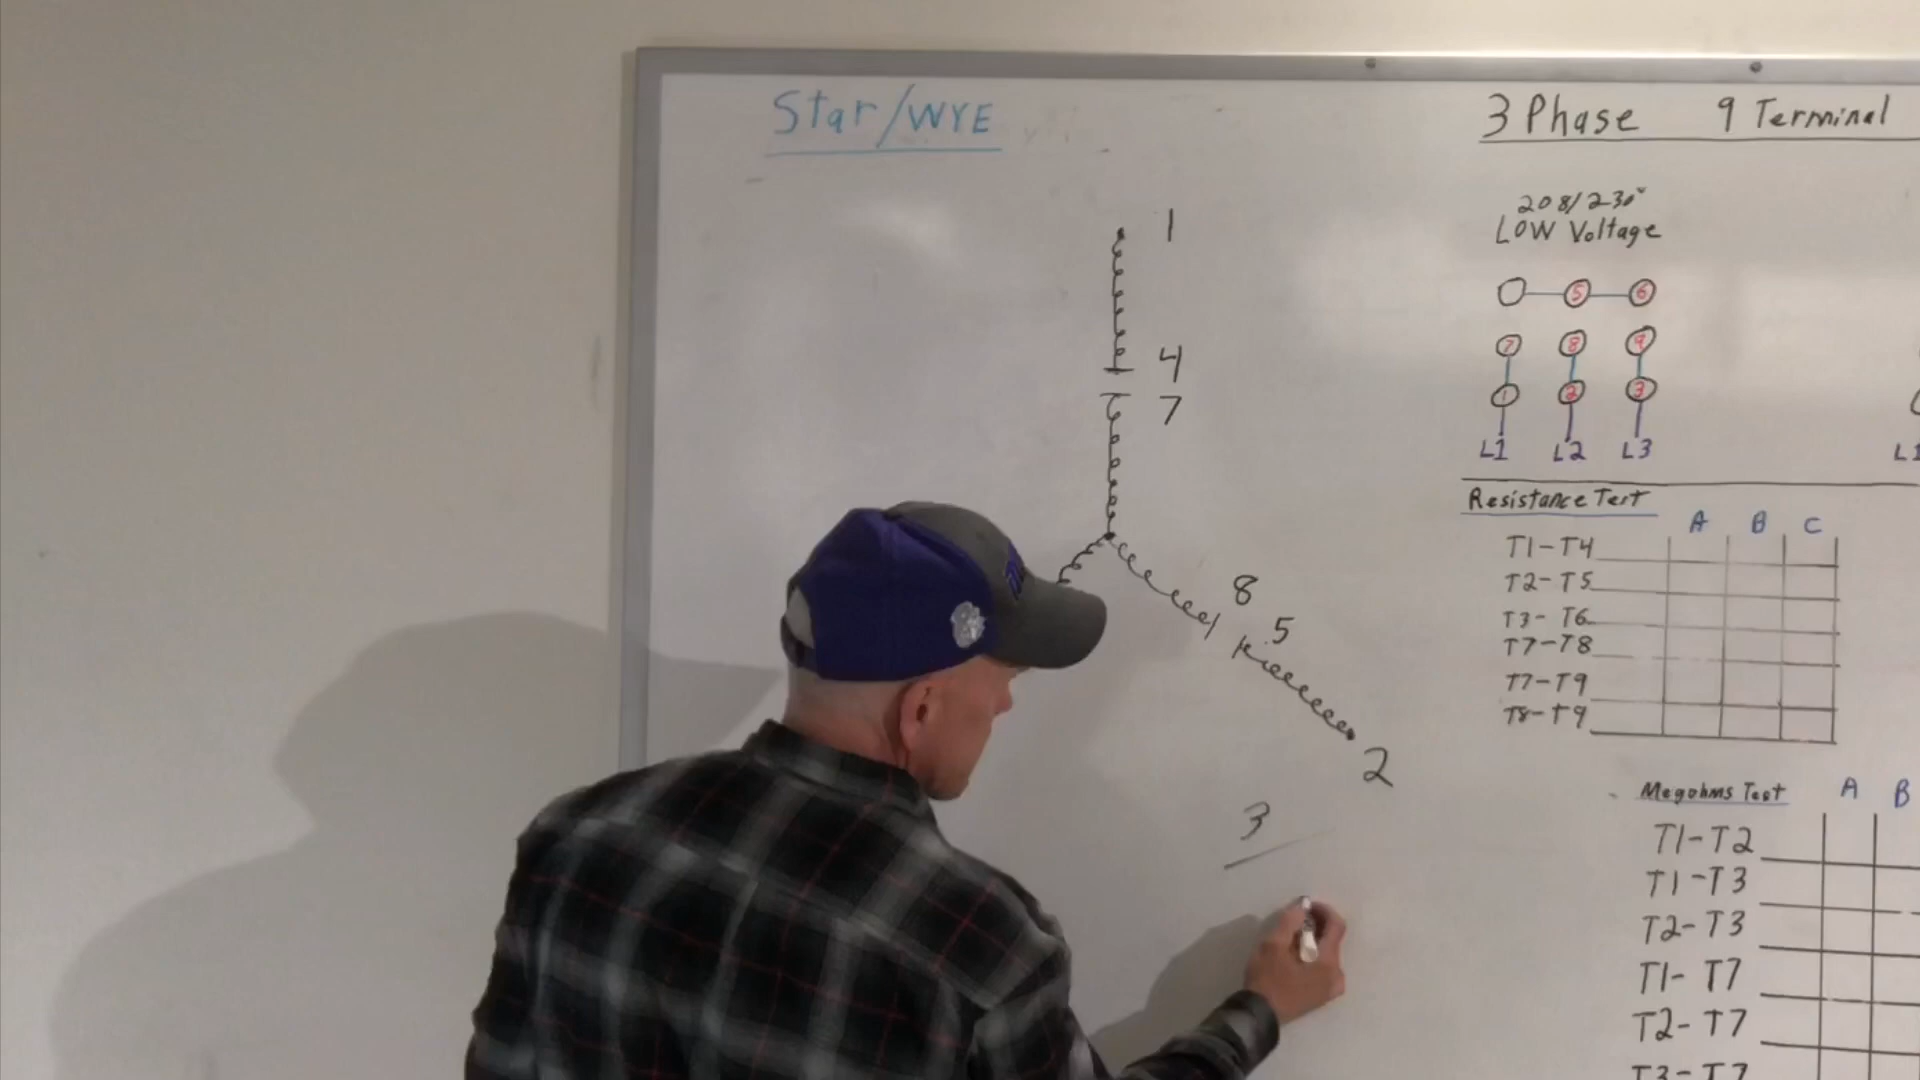 Star/WYE
1
4
7
8
5
2
3
3 Phase 9 Terminal
208/230v
LOW Voltage
5 6
7 8 9
1 2 3
L1 L2 L3
L1
Resistance Test
A B C
T1-T4
T2-T5
T3-T6
T7-T8
T7-T9
T8-T9
Megohms Test A B
T1-T2
T1-T3
T2-T3
T1-T7
T2-T7
T3-T7